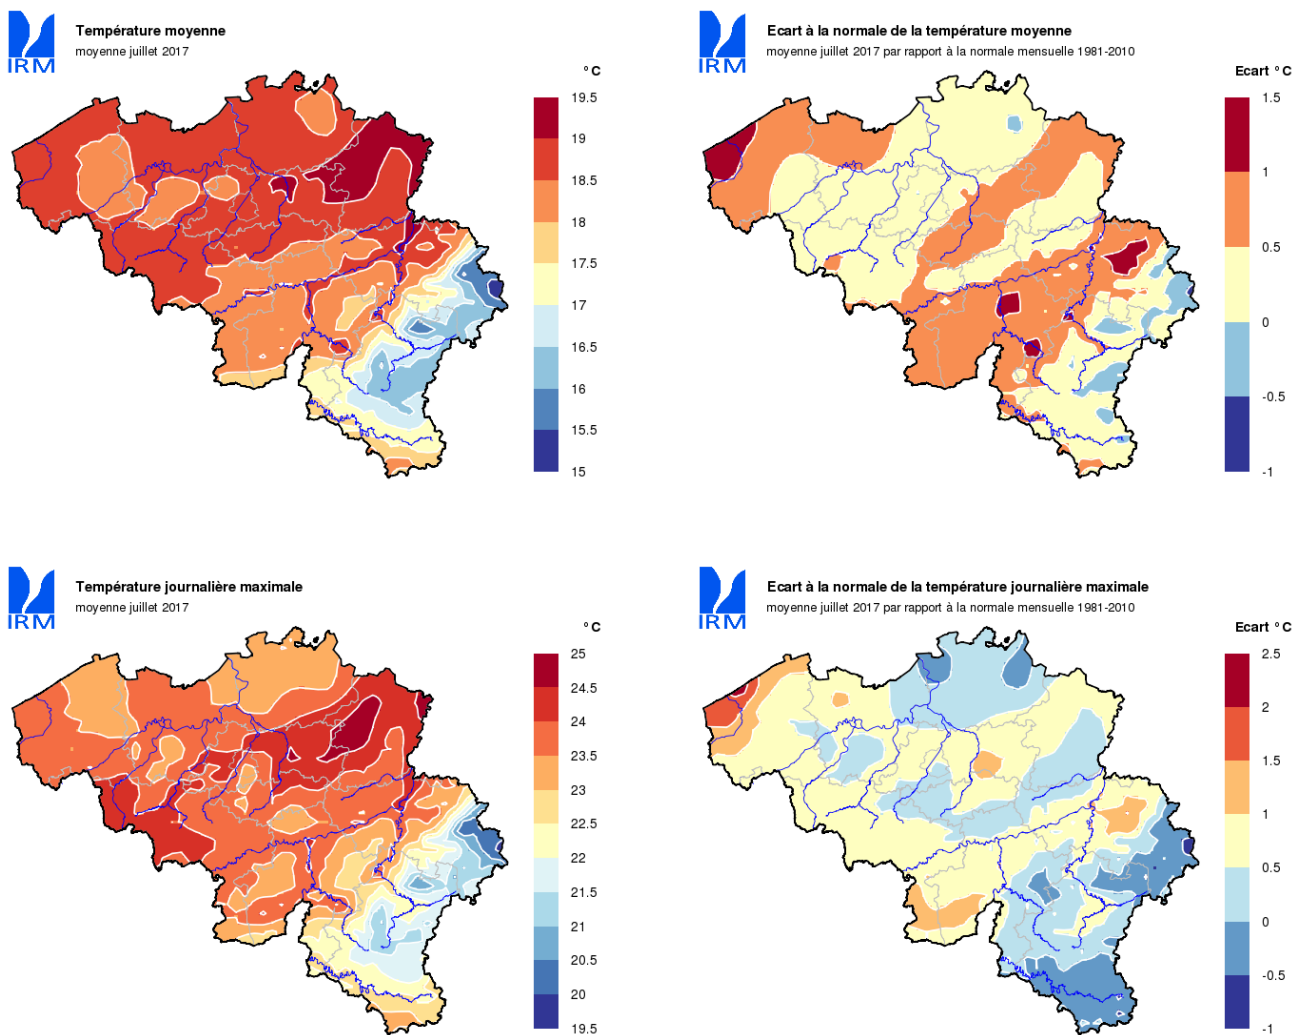 Température moyenne
moyenne juillet 2017
IRM
°C
19.5
19
18.5
18
17.5
17
16.5
16
15.5
15
Ecart à la normale de la température moyenne
moyenne juillet 2017 par rapport à la normale mensuelle 1981-2010
IRM
Ecart °C
1.5
1
0.5
0
-0.5
-1
Température journalière maximale
moyenne juillet 2017
IRM
°C
25
24.5
24
23.5
23
22.5
22
21.5
21
20.5
20
19.5
Ecart à la normale de la température journalière maximale
moyenne juillet 2017 par rapport à la normale mensuelle 1981-2010
IRM
Ecart °C
2.5
2
1.5
1
0.5
0
-0.5
-1